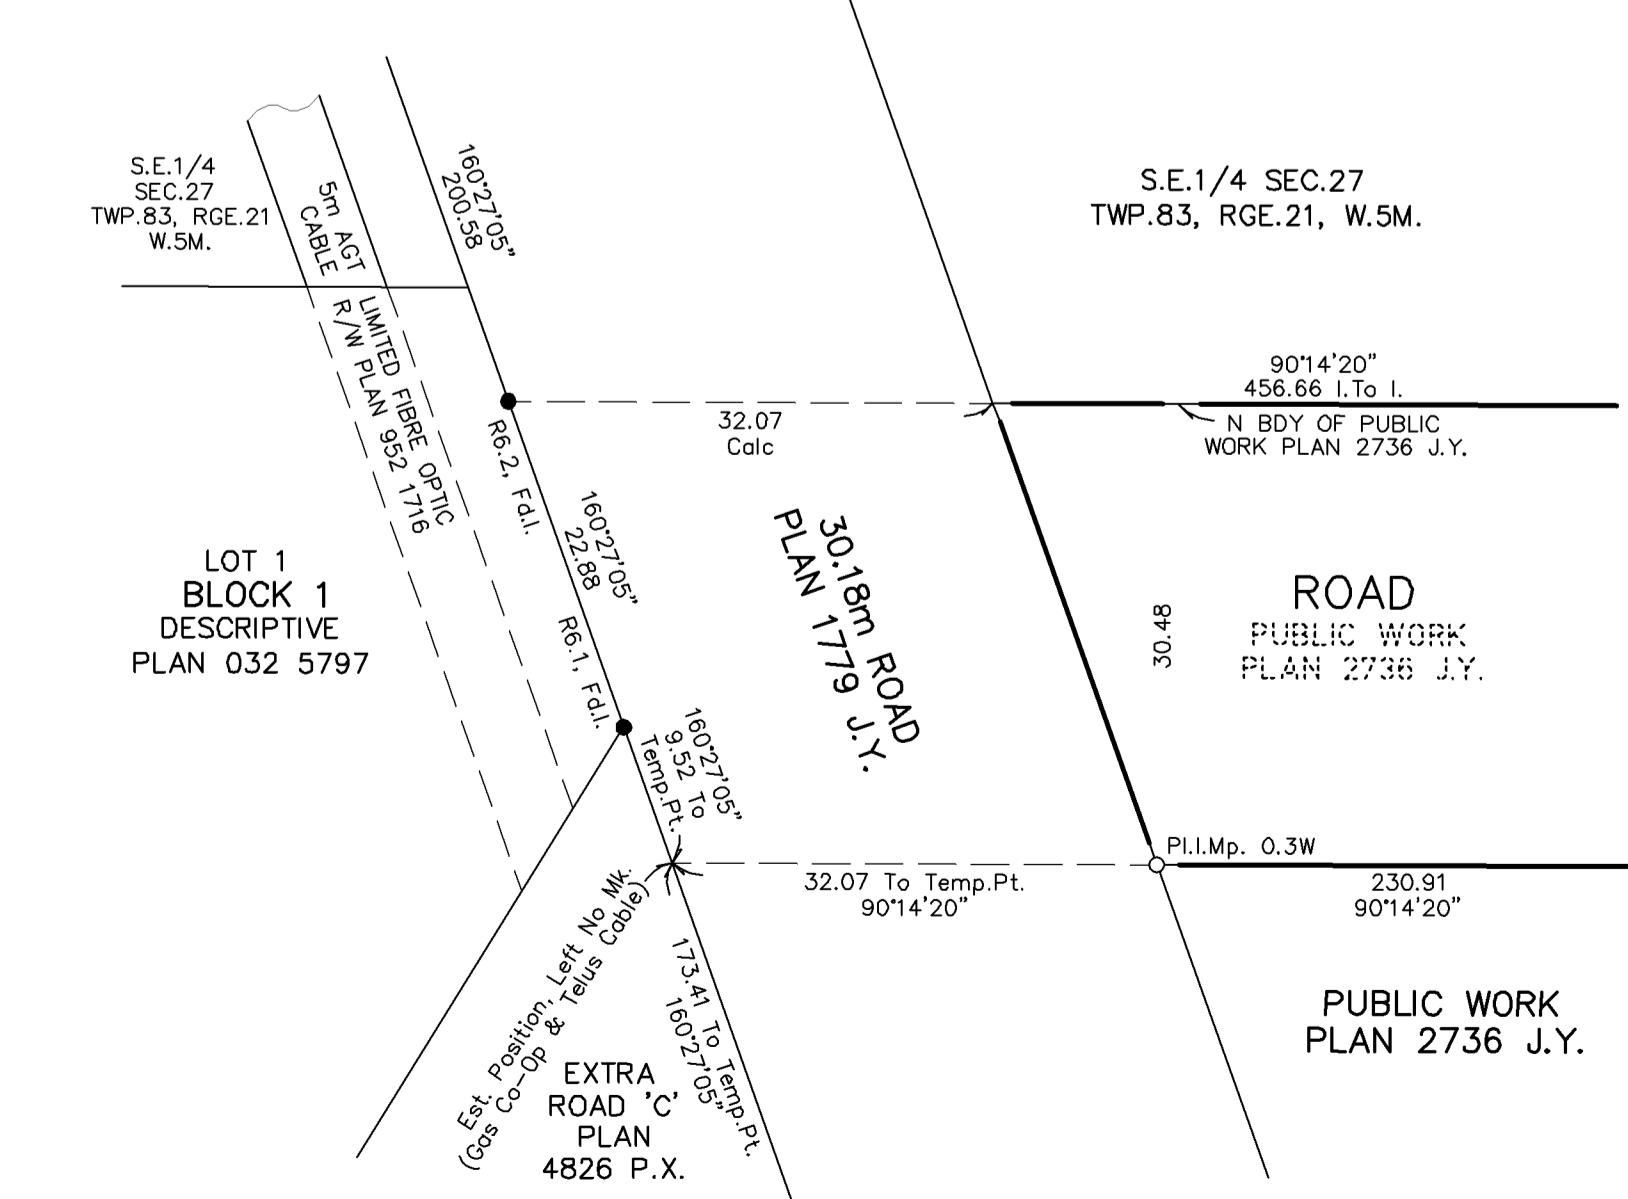 S.E.1/4
SEC.27
TWP.83, RGE.21
W.5M.
5m AGT LIMITED FIBRE OPTIC
CABLE R/W PLAN 952 1716
160°27'05"
200.58
S.E.1/4 SEC.27
TWP.83, RGE.21, W.5M.
90°14'20"
456.66 I.To I.
N BDY OF PUBLIC
WORK PLAN 2736 J.Y.
32.07
Calc
R6.2, Fd.I.
160°27'05"
22.88
R6.1, Fd.I.
LOT 1
BLOCK 1
DESCRIPTIVE
PLAN 032 5797
30.18m ROAD
PLAN 1779 J.Y.
30.48
ROAD
PUBLIC WORK
PLAN 2736 J.Y.
160°27'05"
9.52 To
Temp.Pt.
Pl.I.Mp. 0.3W
32.07 To Temp.Pt.
90°14'20"
230.91
90°14'20"
Est. Position, Left No Mk.
(Gas Co-Op & Telus Cable)
173.41 To Temp.Pt.
160°27'05"
EXTRA
ROAD 'C'
PLAN
4826 P.X.
PUBLIC WORK
PLAN 2736 J.Y.